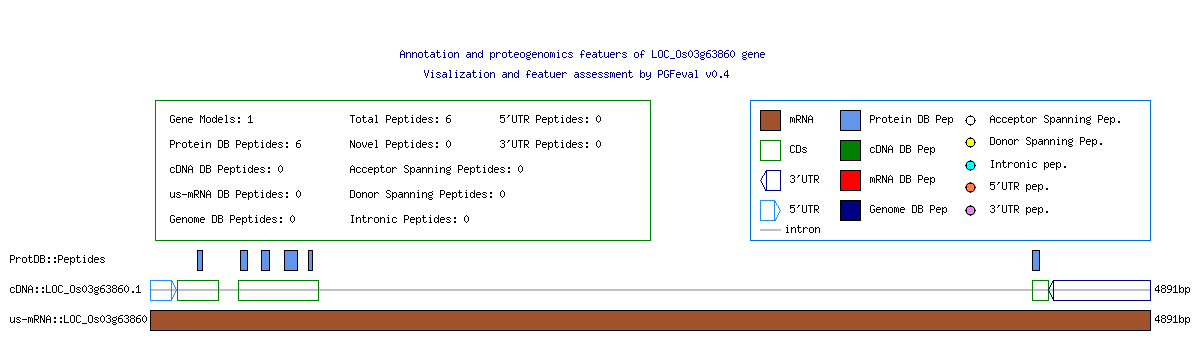 Annotation and proteogenomics featuers of LOC_Os03g63860 gene
Visalization and featuer assessment by PGFeval v0.4
Gene Models: 1 Total Peptides: 6 5'UTR Peptides: 0
Protein DB Peptides: 6 Novel Peptides: 0 3'UTR Peptides: 0
cDNA DB Peptides: 0 Acceptor Spanning Peptides: 0
us-mRNA DB Peptides: 0 Donor Spanning Peptides: 0
Genome DB Peptides: 0 Intronic Peptides: 0
mRNA Protein DB Pep Acceptor Spanning Pep.
CDs cDNA DB Pep Donor Spanning Pep.
3'UTR mRNA DB Pep Intronic pep.
5'UTR Genome DB Pep 5'UTR pep.
intron 3'UTR pep.
ProtDB::Peptides
cDNA::LOC_Os03g63860.1 4891bp
us-mRNA::LOC_Os03g63860 4891bp